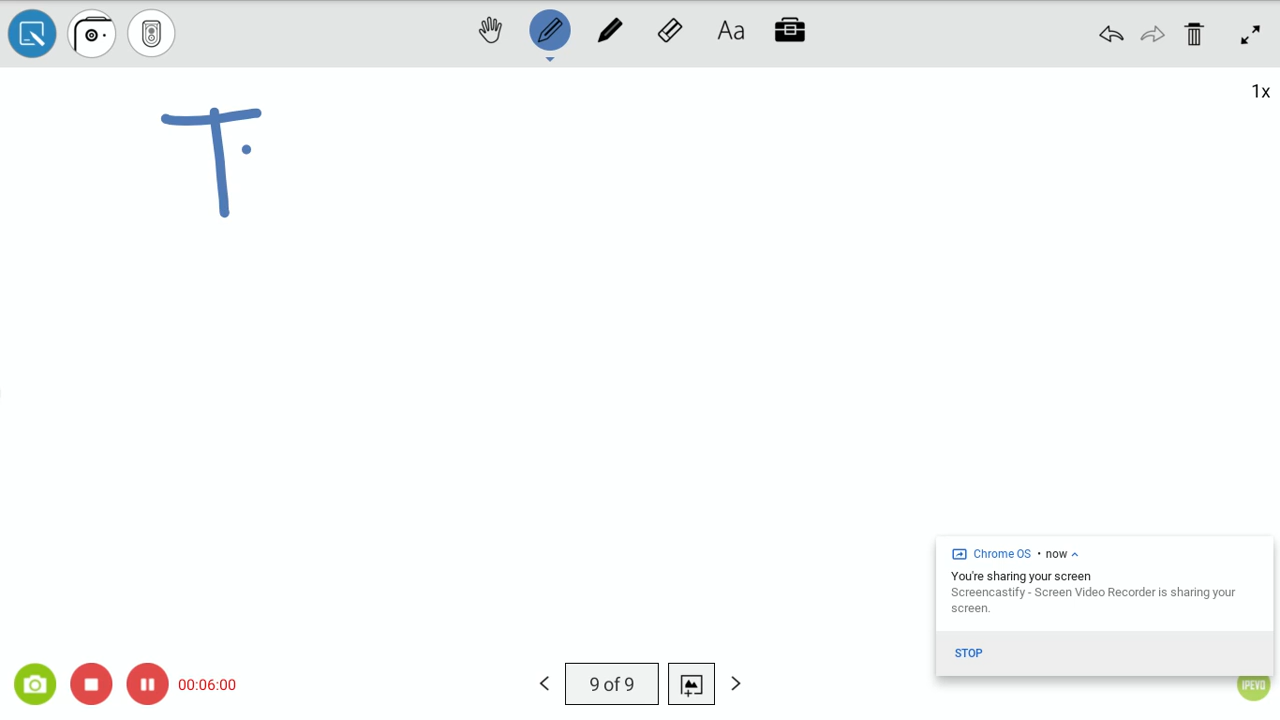 Aa
1x
T.
Chrome OS • now
You're sharing your screen
Screencastify - Screen Video Recorder is sharing your
screen.
STOP
00:06:00
9 of 9
IPEVO